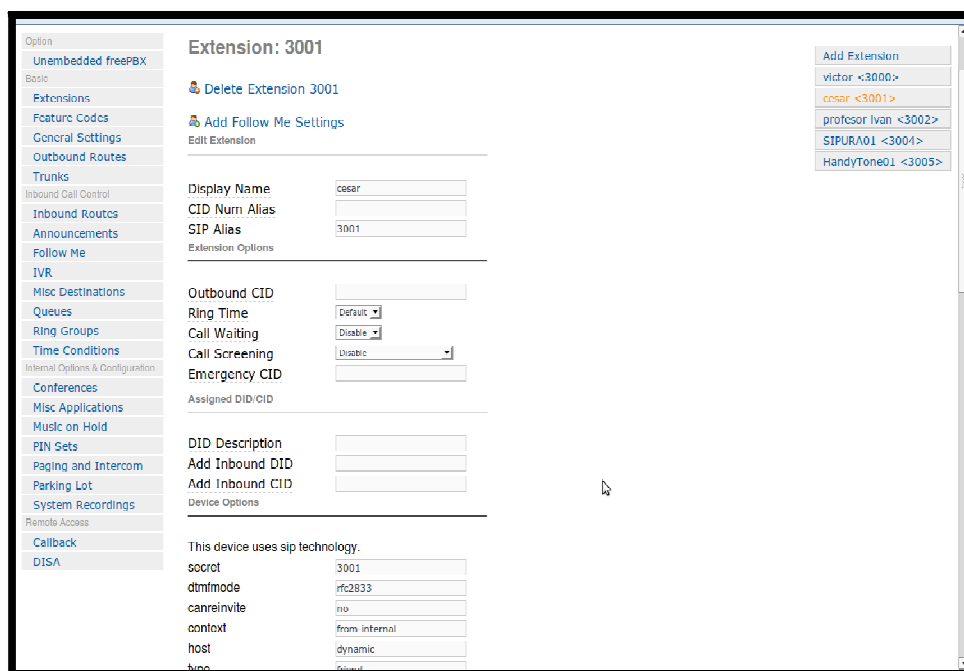 Option
Unembedded freePBX
Basic
Extensions
Feature Codes
General Settings
Outbound Routes
Trunks
Inbound Call Control
Inbound Routes
Announcements
Follow Me
IVR
Misc Destinations
Queues
Ring Groups
Time Conditions
Internal Options & Configuration
Conferences
Misc Applications
Music on Hold
PIN Sets
Paging and Intercom
Parking Lot
System Recordings
Remote Access
Callback
DISA
Extension: 3001
Delete Extension 3001
Add Follow Me Settings
Edit Extension
Display Name cesar
CID Num Alias
SIP Alias 3001
Extension Options
Outbound CID
Ring Time Default
Call Waiting Disable
Call Screening Disable
Emergency CID
Assigned DID/CID
DID Description
Add Inbound DID
Add Inbound CID
Device Options
This device uses sip technology.
secret 3001
dtmfmode rfc2833
canreinvite no
context from-internal
host dynamic
type friend
Add Extension
victor <3000>
cesar <3001>
profesor ivan <3002>
SIPURA01 <3004>
HandyTone01 <3005>